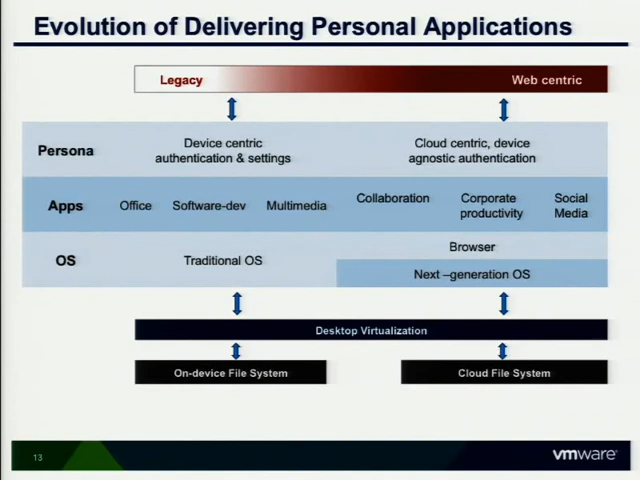 Evolution of Delivering Personal Applications
Legacy
Web centric
Persona
Device centric
authentication & settings
Cloud centric, device
agnostic authentication
Apps
Office
Software-dev
Multimedia
Collaboration
Corporate
productivity
Social
Media
OS
Traditional OS
Browser
Next –generation OS
Desktop Virtualization
On-device File System
Cloud File System
13
vmware